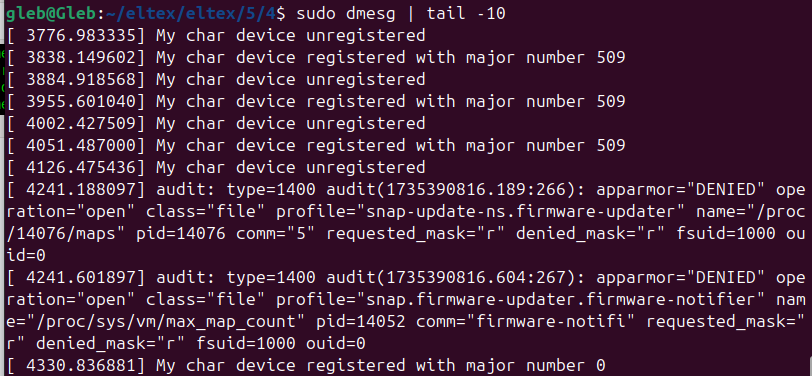 gleb@Gleb:~/eltex/eltex/5/4$ sudo dmesg | tail -10
[ 3776.983335] My char device unregistered
[ 3838.149602] My char device registered with major number 509
[ 3884.918568] My char device unregistered
[ 3955.601040] My char device registered with major number 509
[ 4002.427509] My char device unregistered
[ 4051.487000] My char device registered with major number 509
[ 4126.475436] My char device unregistered
[ 4241.188097] audit: type=1400 audit(1735390816.189:266): apparmor="DENIED" ope
ration="open" class="file" profile="snap-update-ns.firmware-updater" name="/proc
/14076/maps" pid=14076 comm="5" requested_mask="r" denied_mask="r" fsuid=1000 ou
id=0
[ 4241.601897] audit: type=1400 audit(1735390816.604:267): apparmor="DENIED" ope
ration="open" class="file" profile="snap.firmware-updater.firmware-notifier" nam
e="/proc/sys/vm/max_map_count" pid=14052 comm="firmware-notifi" requested_mask="
r" denied_mask="r" fsuid=1000 ouid=0
[ 4330.836881] My char device registered with major number 0